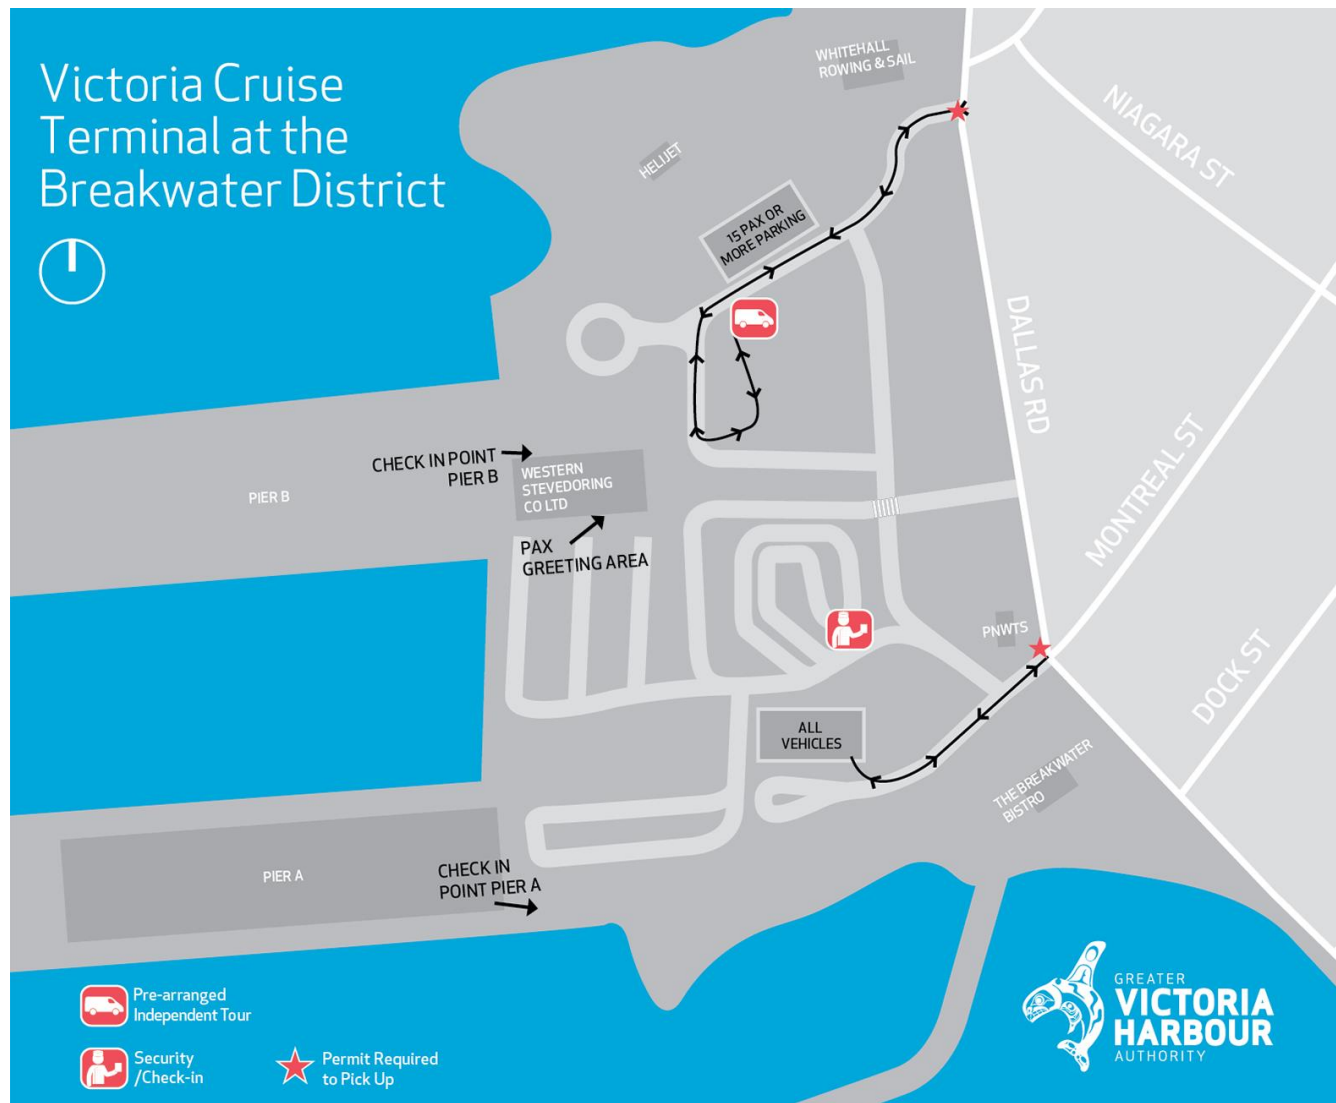 Victoria Cruise
Terminal at the
Breakwater District
WHITEHALL
ROWING & SAIL
HELIJET
15 PAX OR
MORE PARKING
NIAGARA ST
DALLAS RD
MONTREAL ST
DOCK ST
CHECK IN POINT
PIER B
WESTERN
STEVEDORING
CO LTD
PIER B
PAX
GREETING AREA
PNWTS
ALL
VEHICLES
THE BREAKWATER
BISTRO
PIER A
CHECK IN
POINT PIER A
Pre-arranged
Independent Tour
Security
/Check-in
Permit Required
to Pick Up
GREATER
VICTORIA
HARBOUR
AUTHORITY